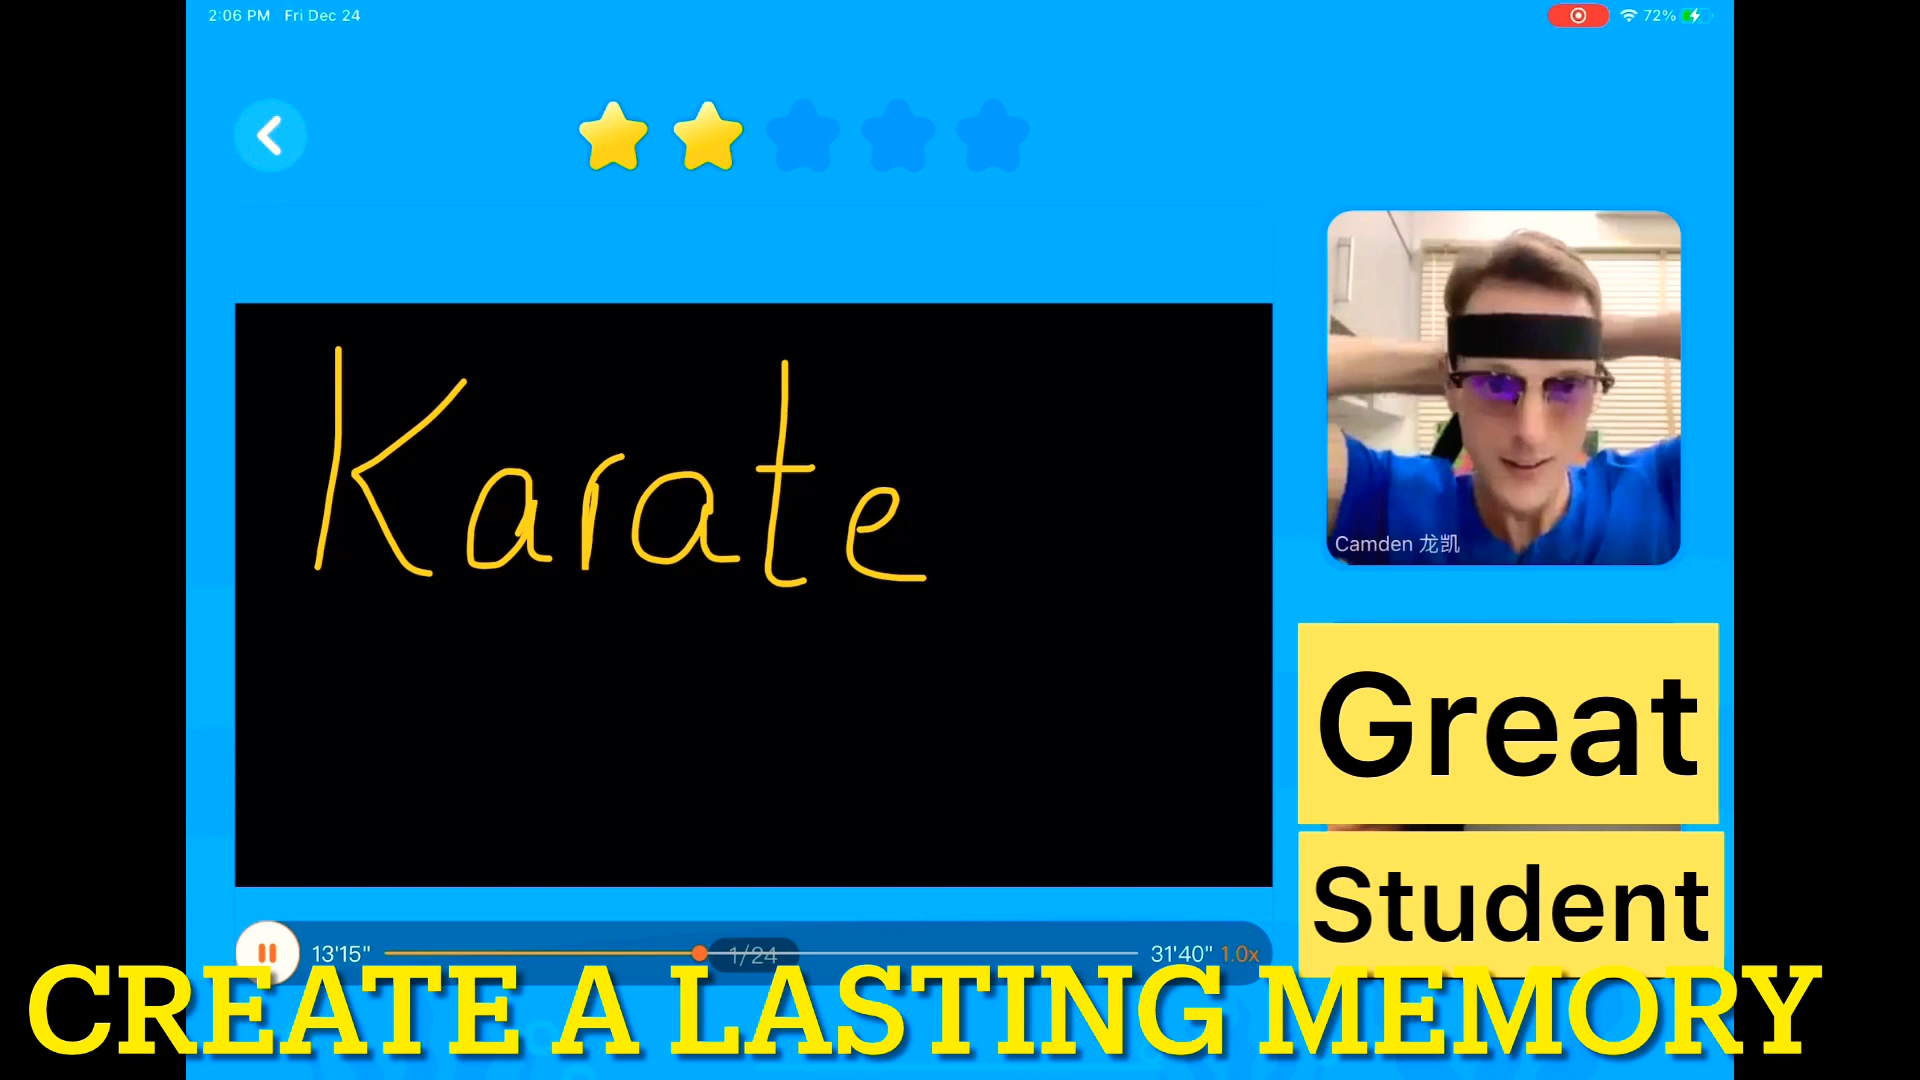 2:06 PM Fri Dec 24
72%
Karate
Camden 龙凯
Great
Student
13'15" 1/24 31'40" 1.0x
CREATE A LASTING MEMORY